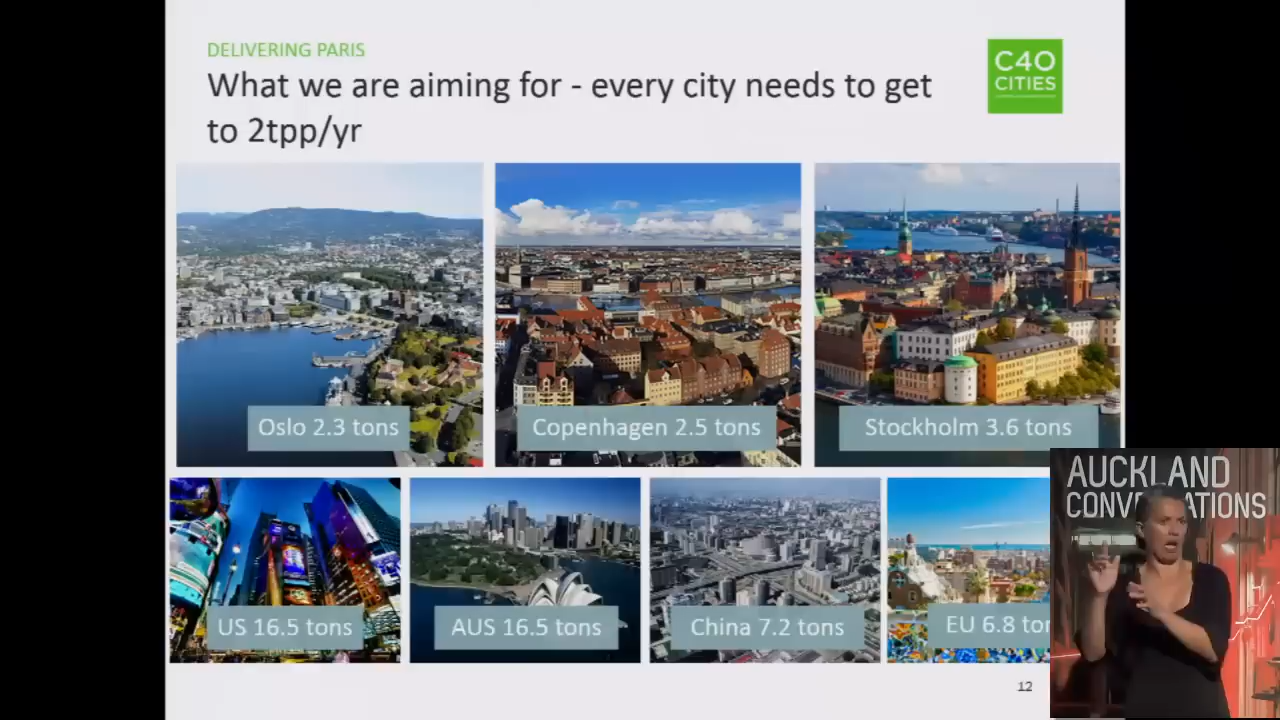 DELIVERING PARIS
What we are aiming for - every city needs to get
to 2tpp/yr
C40
CITIES
Oslo 2.3 tons
Copenhagen 2.5 tons
Stockholm 3.6 tons
US 16.5 tons
AUS 16.5 tons
China 7.2 tons
EU 6.8
12
AUCKLAND